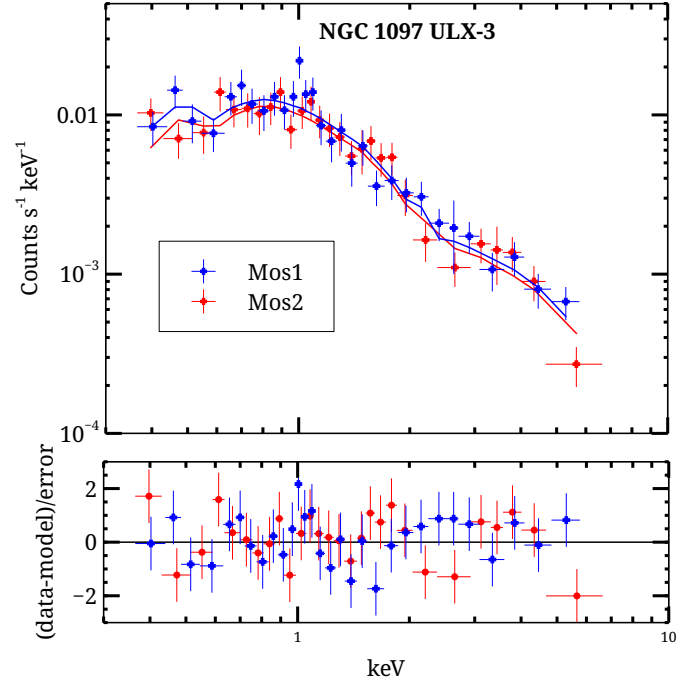 NGC 1097 ULX-3
0.01
10⁻³
10⁻⁴
Counts s⁻¹ keV⁻¹
Mos1
Mos2
2
0
−2
(data-model)/error
1
10
keV